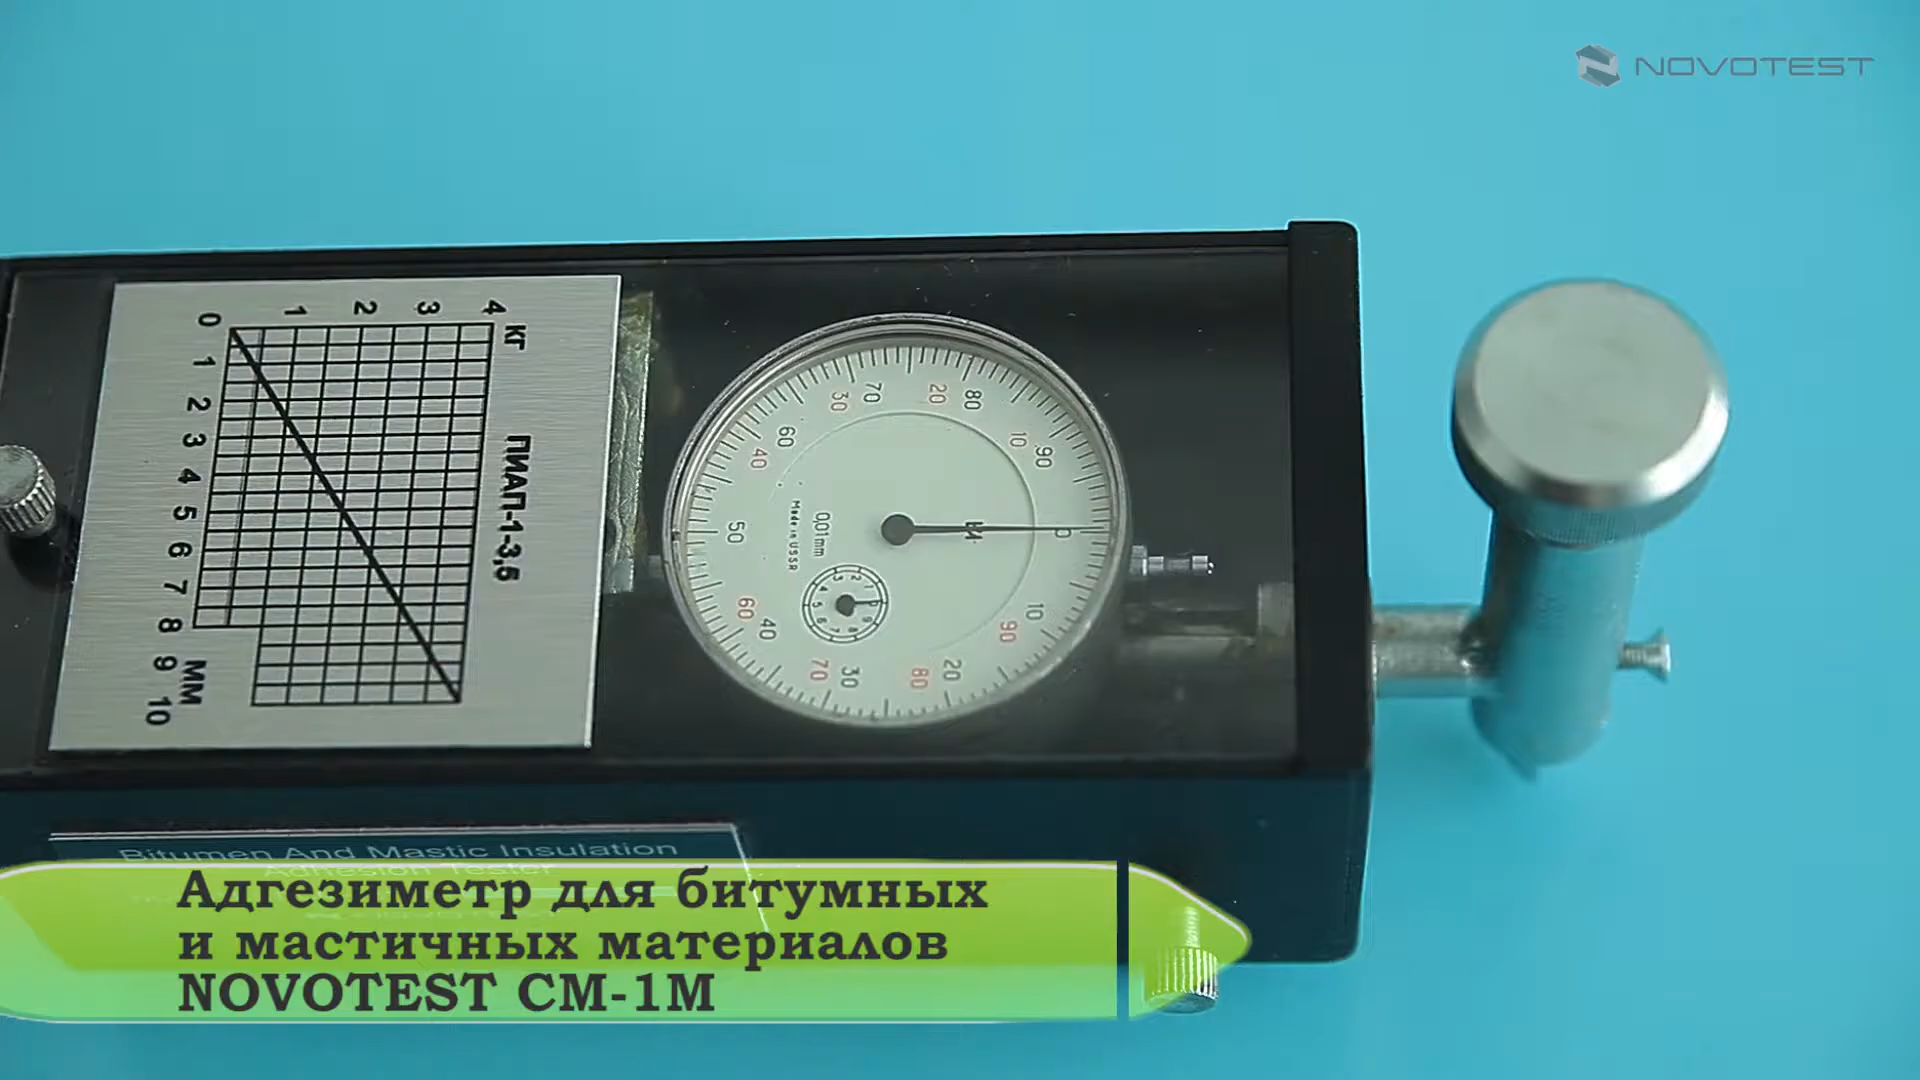 NOVOTEST
0 1 2 3 4 КГ
1
2
3
4
5
6
7
8
9
10
ММ
ПИАП-1-3,5
70 30
20 80
10 90
60 40
50
0
60 40
70 30
80 20
90 10
0,01mm
Made in USSR
Bitumen And Mastic Insulation
Adhesion Tester
Адгезиметр для битумных
и мастичных материалов
NOVOTEST СМ-1М